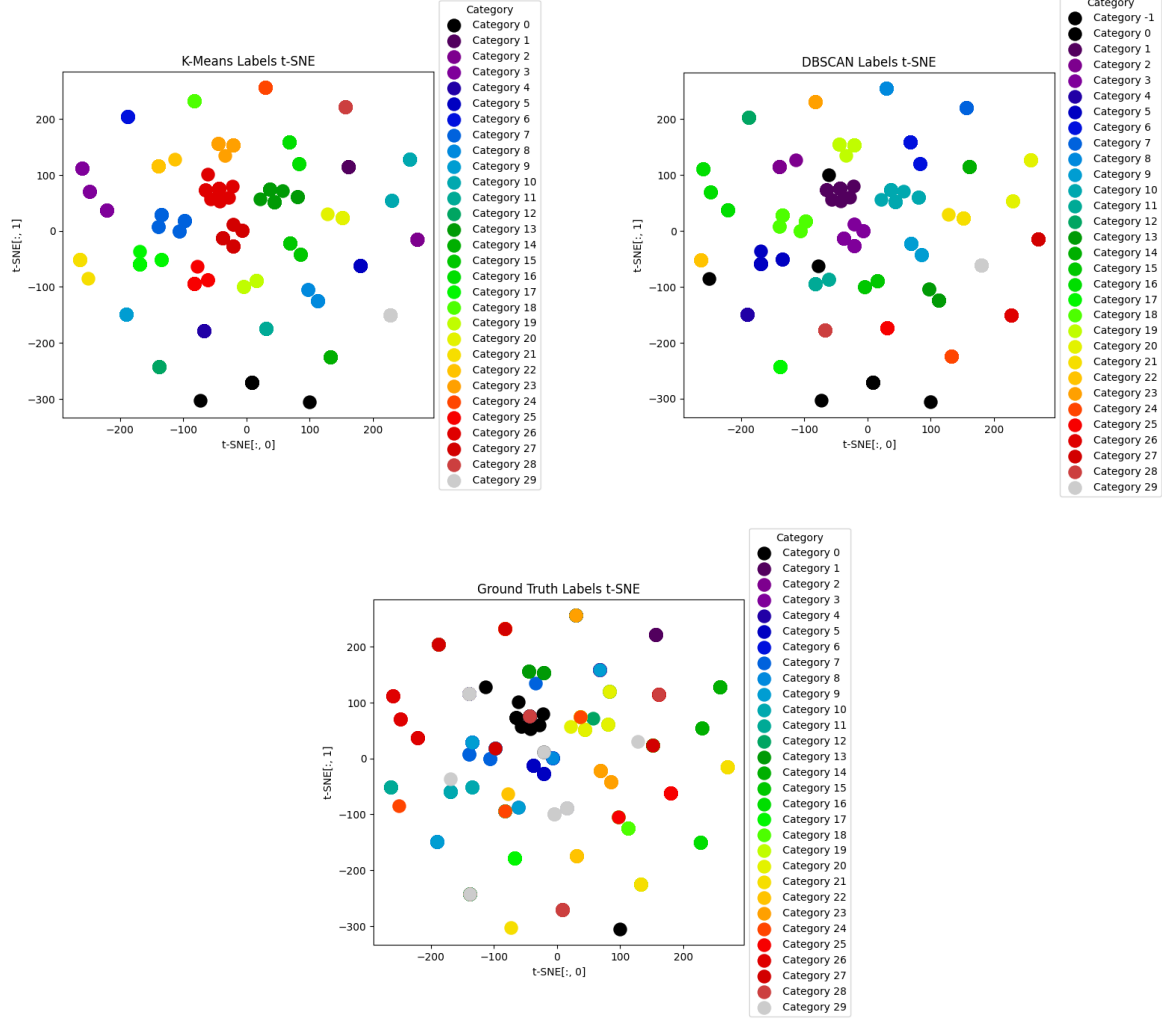 K-Means Labels t-SNE
t-SNE[:, 1]
200
100
0
−100
−200
−300
−200
−100
0
100
200
t-SNE[:, 0]
Category
Category 0
Category 1
Category 2
Category 3
Category 4
Category 5
Category 6
Category 7
Category 8
Category 9
Category 10
Category 11
Category 12
Category 13
Category 14
Category 15
Category 16
Category 17
Category 18
Category 19
Category 20
Category 21
Category 22
Category 23
Category 24
Category 25
Category 26
Category 27
Category 28
Category 29
DBSCAN Labels t-SNE
t-SNE[:, 1]
200
100
0
−100
−200
−300
−200
−100
0
100
200
t-SNE[:, 0]
Category
Category -1
Category 0
Category 1
Category 2
Category 3
Category 4
Category 5
Category 6
Category 7
Category 8
Category 9
Category 10
Category 11
Category 12
Category 13
Category 14
Category 15
Category 16
Category 17
Category 18
Category 19
Category 20
Category 21
Category 22
Category 23
Category 24
Category 25
Category 26
Category 27
Category 28
Category 29
Ground Truth Labels t-SNE
t-SNE[:, 1]
200
100
0
−100
−200
−300
−200
−100
0
100
200
t-SNE[:, 0]
Category
Category 0
Category 1
Category 2
Category 3
Category 4
Category 5
Category 6
Category 7
Category 8
Category 9
Category 10
Category 11
Category 12
Category 13
Category 14
Category 15
Category 16
Category 17
Category 18
Category 19
Category 20
Category 21
Category 22
Category 23
Category 24
Category 25
Category 26
Category 27
Category 28
Category 29